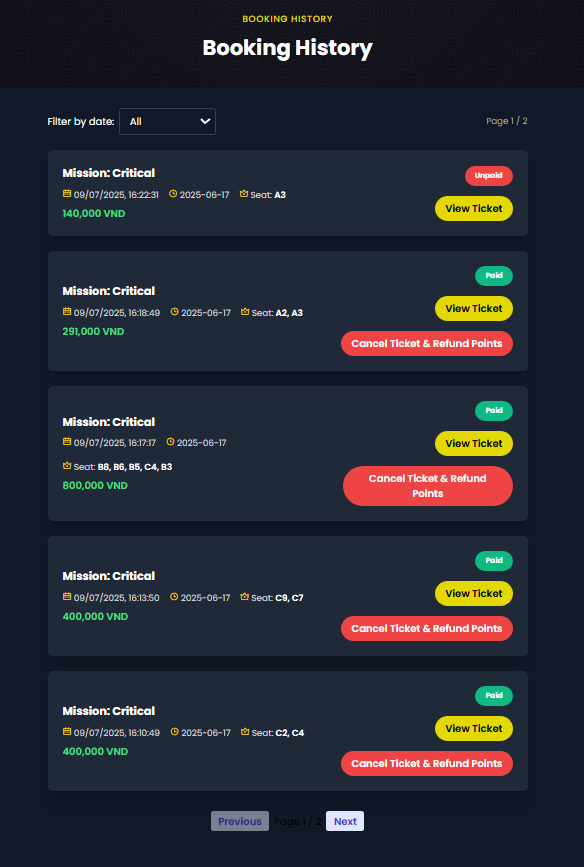 BOOKING HISTORY
Booking History
Filter by date: All
Page 1 / 2
Mission: Critical
Unpaid
09/07/2025, 16:22:31 2025-06-17 Seat: A3
View Ticket
140,000 VND
Paid
Mission: Critical
View Ticket
09/07/2025, 16:18:49 2025-06-17 Seat: A2, A3
291,000 VND
Cancel Ticket & Refund Points
Paid
Mission: Critical
09/07/2025, 16:17:17 2025-06-17
View Ticket
Seat: B8, B6, B5, C4, B3
800,000 VND
Cancel Ticket & Refund
Points
Paid
Mission: Critical
View Ticket
09/07/2025, 16:13:50 2025-06-17 Seat: C9, C7
400,000 VND
Cancel Ticket & Refund Points
Paid
Mission: Critical
View Ticket
09/07/2025, 16:10:49 2025-06-17 Seat: C2, C4
400,000 VND
Cancel Ticket & Refund Points
Previous Page 1 / 2 Next